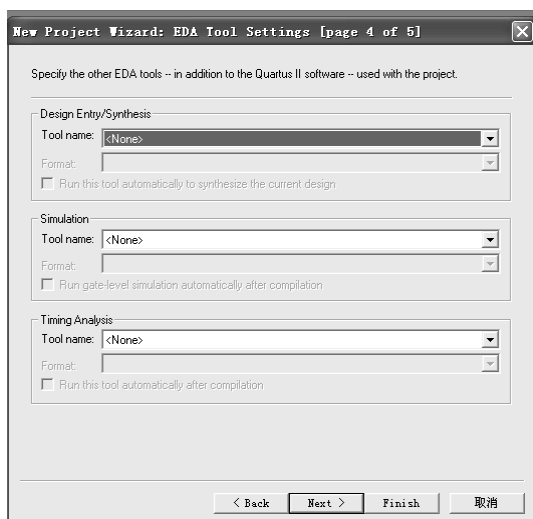 New Project Wizard: EDA Tool Settings [page 4 of 5]
Specify the other EDA tools -- in addition to the Quartus II software -- used with the project.
Design Entry/Synthesis
Tool name: <None>
Format:
Run this tool automatically to synthesize the current design
Simulation
Tool name: <None>
Format:
Run gate-level simulation automatically after compilation
Timing Analysis
Tool name: <None>
Format:
Run this tool automatically after compilation
< Back Next > Finish 取消